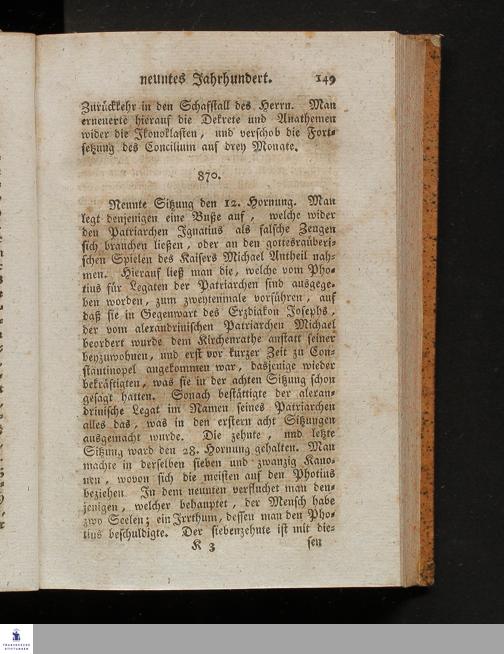 neuntes Jahrhundert. 149
Zurückkehr in den Schafstall des Herrn. Man
erneuerte hierauf die Dekrete und Anathemen
wider die Ikonoklasten, und verschob die Fort-
setzung des Concilium auf drey Monate.
870.
Neunte Sitzung den 12. Hornung. Man
legt denjenigen eine Buße auf, welche wider
den Patriarchen Ignatius als falsche Zeugen
sich brauchen ließen, oder an den gottesräuberi-
schen Spielen des Kaisers Michael Antheil nah-
men. Hierauf ließ man die, welche vom Pho-
tius für Legaten der Patriarchen sind ausgege-
ben worden, zum zweytenmale vorführen, auf
daß sie in Gegenwart des Erzdiakon Josephs,
der vom alexandrinischen Patriarchen Michael
beordert wurde dem Kirchenrathe anstatt seiner
beyzuwohnen, und erst vor kurzer Zeit zu Con-
stantinopel angekommen war, dasjenige wieder
bekräftigten, was sie in der achten Sitzung schon
gesagt hatten. Sonach bestättigte der alexan-
drinische Legat im Namen seines Patriarchen
alles das, was in den erstern acht Sitzungen
ausgemacht wurde. Die zehnte, und letzte
Sitzung ward den 28. Hornung gehalten. Man
machte in derselben sieben und zwanzig Kano-
nen, wovon sich die meisten auf den Photius
beziehen. In dem neunten verfluchet man den-
jenigen, welcher behauptet, der Mensch habe
zwo Seelen; ein Irrthum, dessen man den Pho-
tius beschuldigte. Der siebenzehnte ist mit die-
K 3 sen